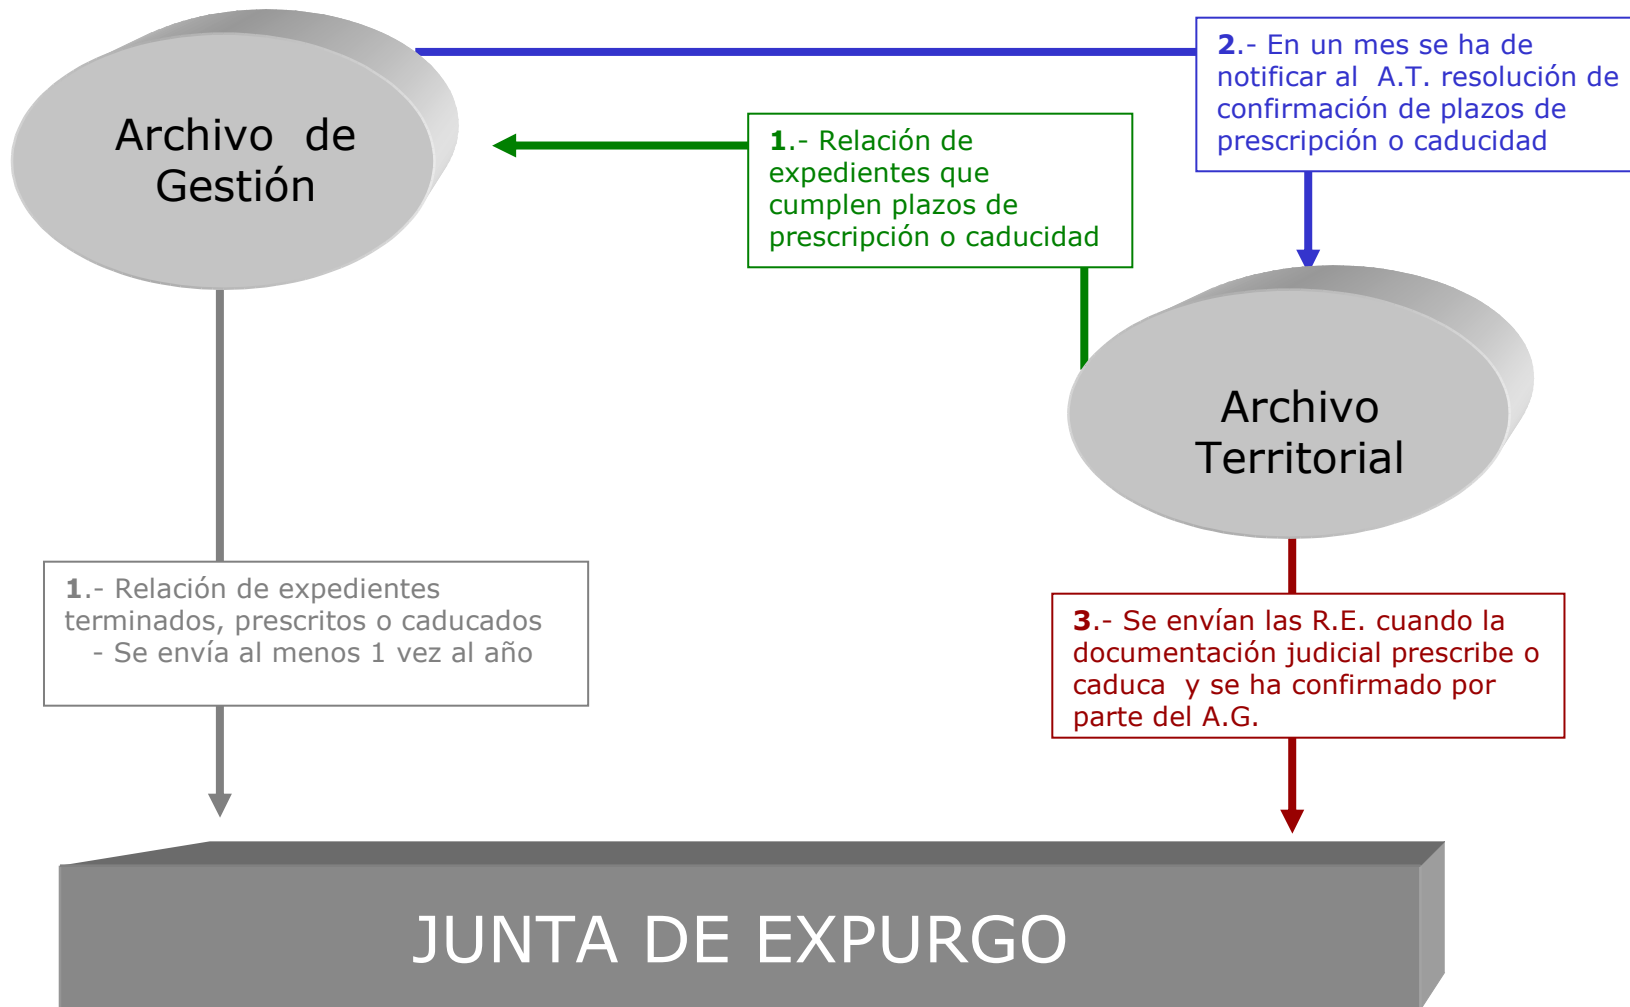 Archivo de
Gestión
1.- Relación de
expedientes que
cumplen plazos de
prescripción o caducidad
2.- En un mes se ha de
notificar al A.T. resolución de
confirmación de plazos de
prescripción o caducidad
Archivo
Territorial
1.- Relación de expedientes
terminados, prescritos o caducados
- Se envía al menos 1 vez al año
3.- Se envían las R.E. cuando la
documentación judicial prescribe o
caduca y se ha confirmado por
parte del A.G.
JUNTA DE EXPURGO